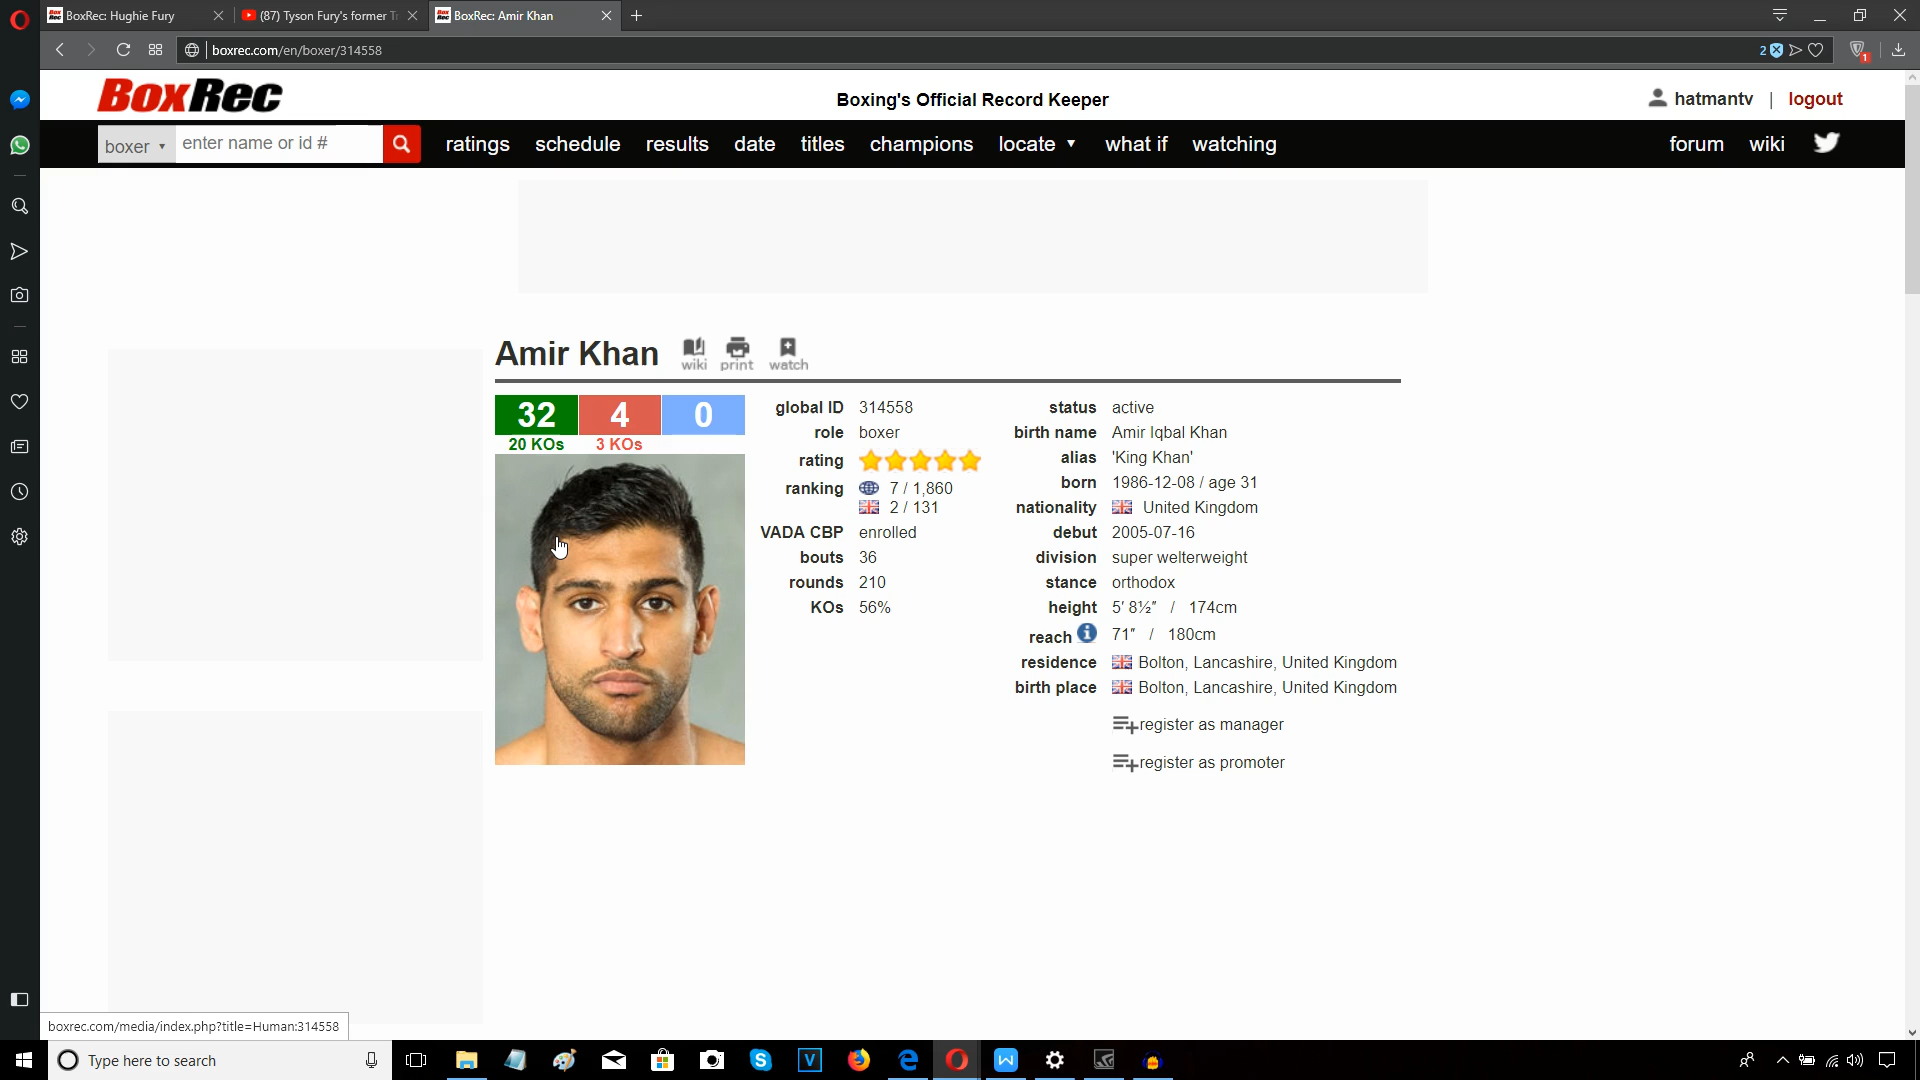 BoxRec: Hughie Fury
(87) Tyson Fury's former Tr
BoxRec: Amir Khan
boxrec.com/en/boxer/314558
2
1
BoxRec
Boxing's Official Record Keeper
hatmantv | logout
boxer ▾ enter name or id #
ratings schedule results date titles champions locate ▼ what if watching forum wiki
Amir Khan
wiki print watch
32 4 0
20 KOs 3 KOs
global ID 314558
role boxer
rating
ranking 7 / 1,860
2 / 131
VADA CBP enrolled
bouts 36
rounds 210
KOs 56%
status active
birth name Amir Iqbal Khan
alias 'King Khan'
born 1986-12-08 / age 31
nationality United Kingdom
debut 2005-07-16
division super welterweight
stance orthodox
height 5′ 8½″ / 174cm
reach 71″ / 180cm
residence Bolton, Lancashire, United Kingdom
birth place Bolton, Lancashire, United Kingdom
register as manager
register as promoter
boxrec.com/media/index.php?title=Human:314558
Type here to search